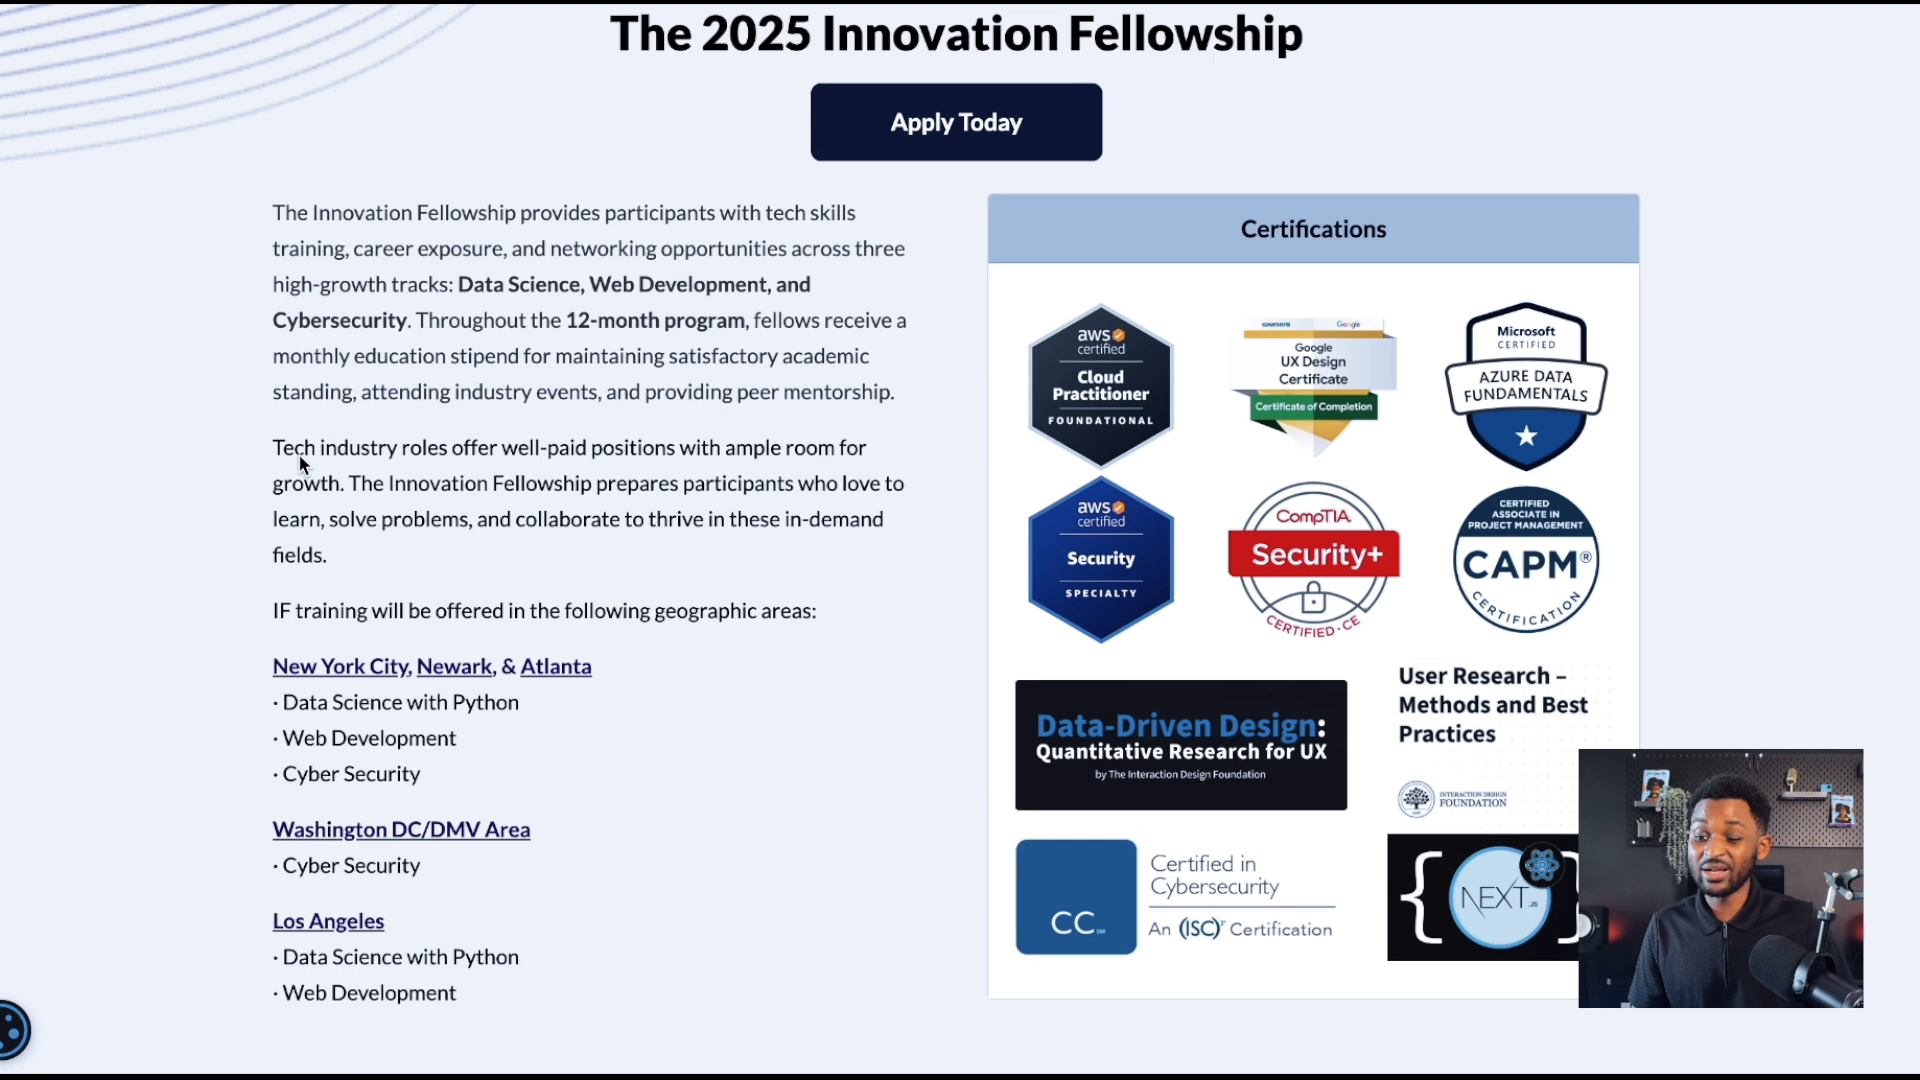 The 2025 Innovation Fellowship
Apply Today
The Innovation Fellowship provides participants with tech skills
training, career exposure, and networking opportunities across three
high-growth tracks: Data Science, Web Development, and
Cybersecurity. Throughout the 12-month program, fellows receive a
monthly education stipend for maintaining satisfactory academic
standing, attending industry events, and providing peer mentorship.
Tech industry roles offer well-paid positions with ample room for
growth. The Innovation Fellowship prepares participants who love to
learn, solve problems, and collaborate to thrive in these in-demand
fields.
IF training will be offered in the following geographic areas:
New York City, Newark, & Atlanta
· Data Science with Python
· Web Development
· Cyber Security
Washington DC/DMV Area
· Cyber Security
Los Angeles
· Data Science with Python
· Web Development
Certifications
aws
certified
Cloud
Practitioner
FOUNDATIONAL
coursera Google
Google
UX Design
Certificate
Certificate of Completion
Microsoft
CERTIFIED
AZURE DATA
FUNDAMENTALS
aws
certified
Security
SPECIALTY
CompTIA
Security+
CERTIFIED·CE
CERTIFIED
ASSOCIATE IN
PROJECT MANAGEMENT
CAPM®
CERTIFICATION
Data-Driven Design:
Quantitative Research for UX
by The Interaction Design Foundation
User Research –
Methods and Best
Practices
INTERACTION DESIGN
FOUNDATION
CC℠
Certified in
Cybersecurity
An (ISC)² Certification
{ NEXT.JS }